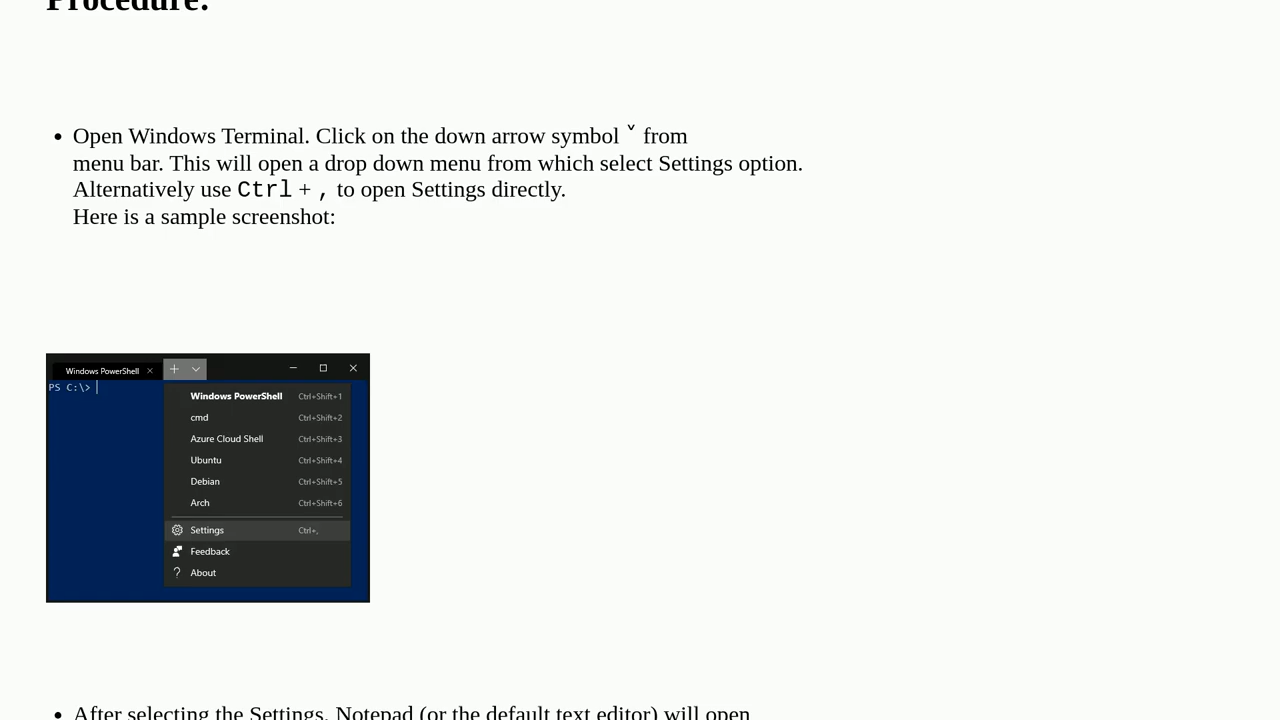 Procedure:
Open Windows Terminal. Click on the down arrow symbol ˅ from
menu bar. This will open a drop down menu from which select Settings option.
Alternatively use Ctrl + , to open Settings directly.
Here is a sample screenshot:
Windows PowerShell
PS C:\>
Windows PowerShell Ctrl+Shift+1
cmd Ctrl+Shift+2
Azure Cloud Shell Ctrl+Shift+3
Ubuntu Ctrl+Shift+4
Debian Ctrl+Shift+5
Arch Ctrl+Shift+6
Settings Ctrl+,
Feedback
About
After selecting the Settings, Notepad (or the default text editor) will open